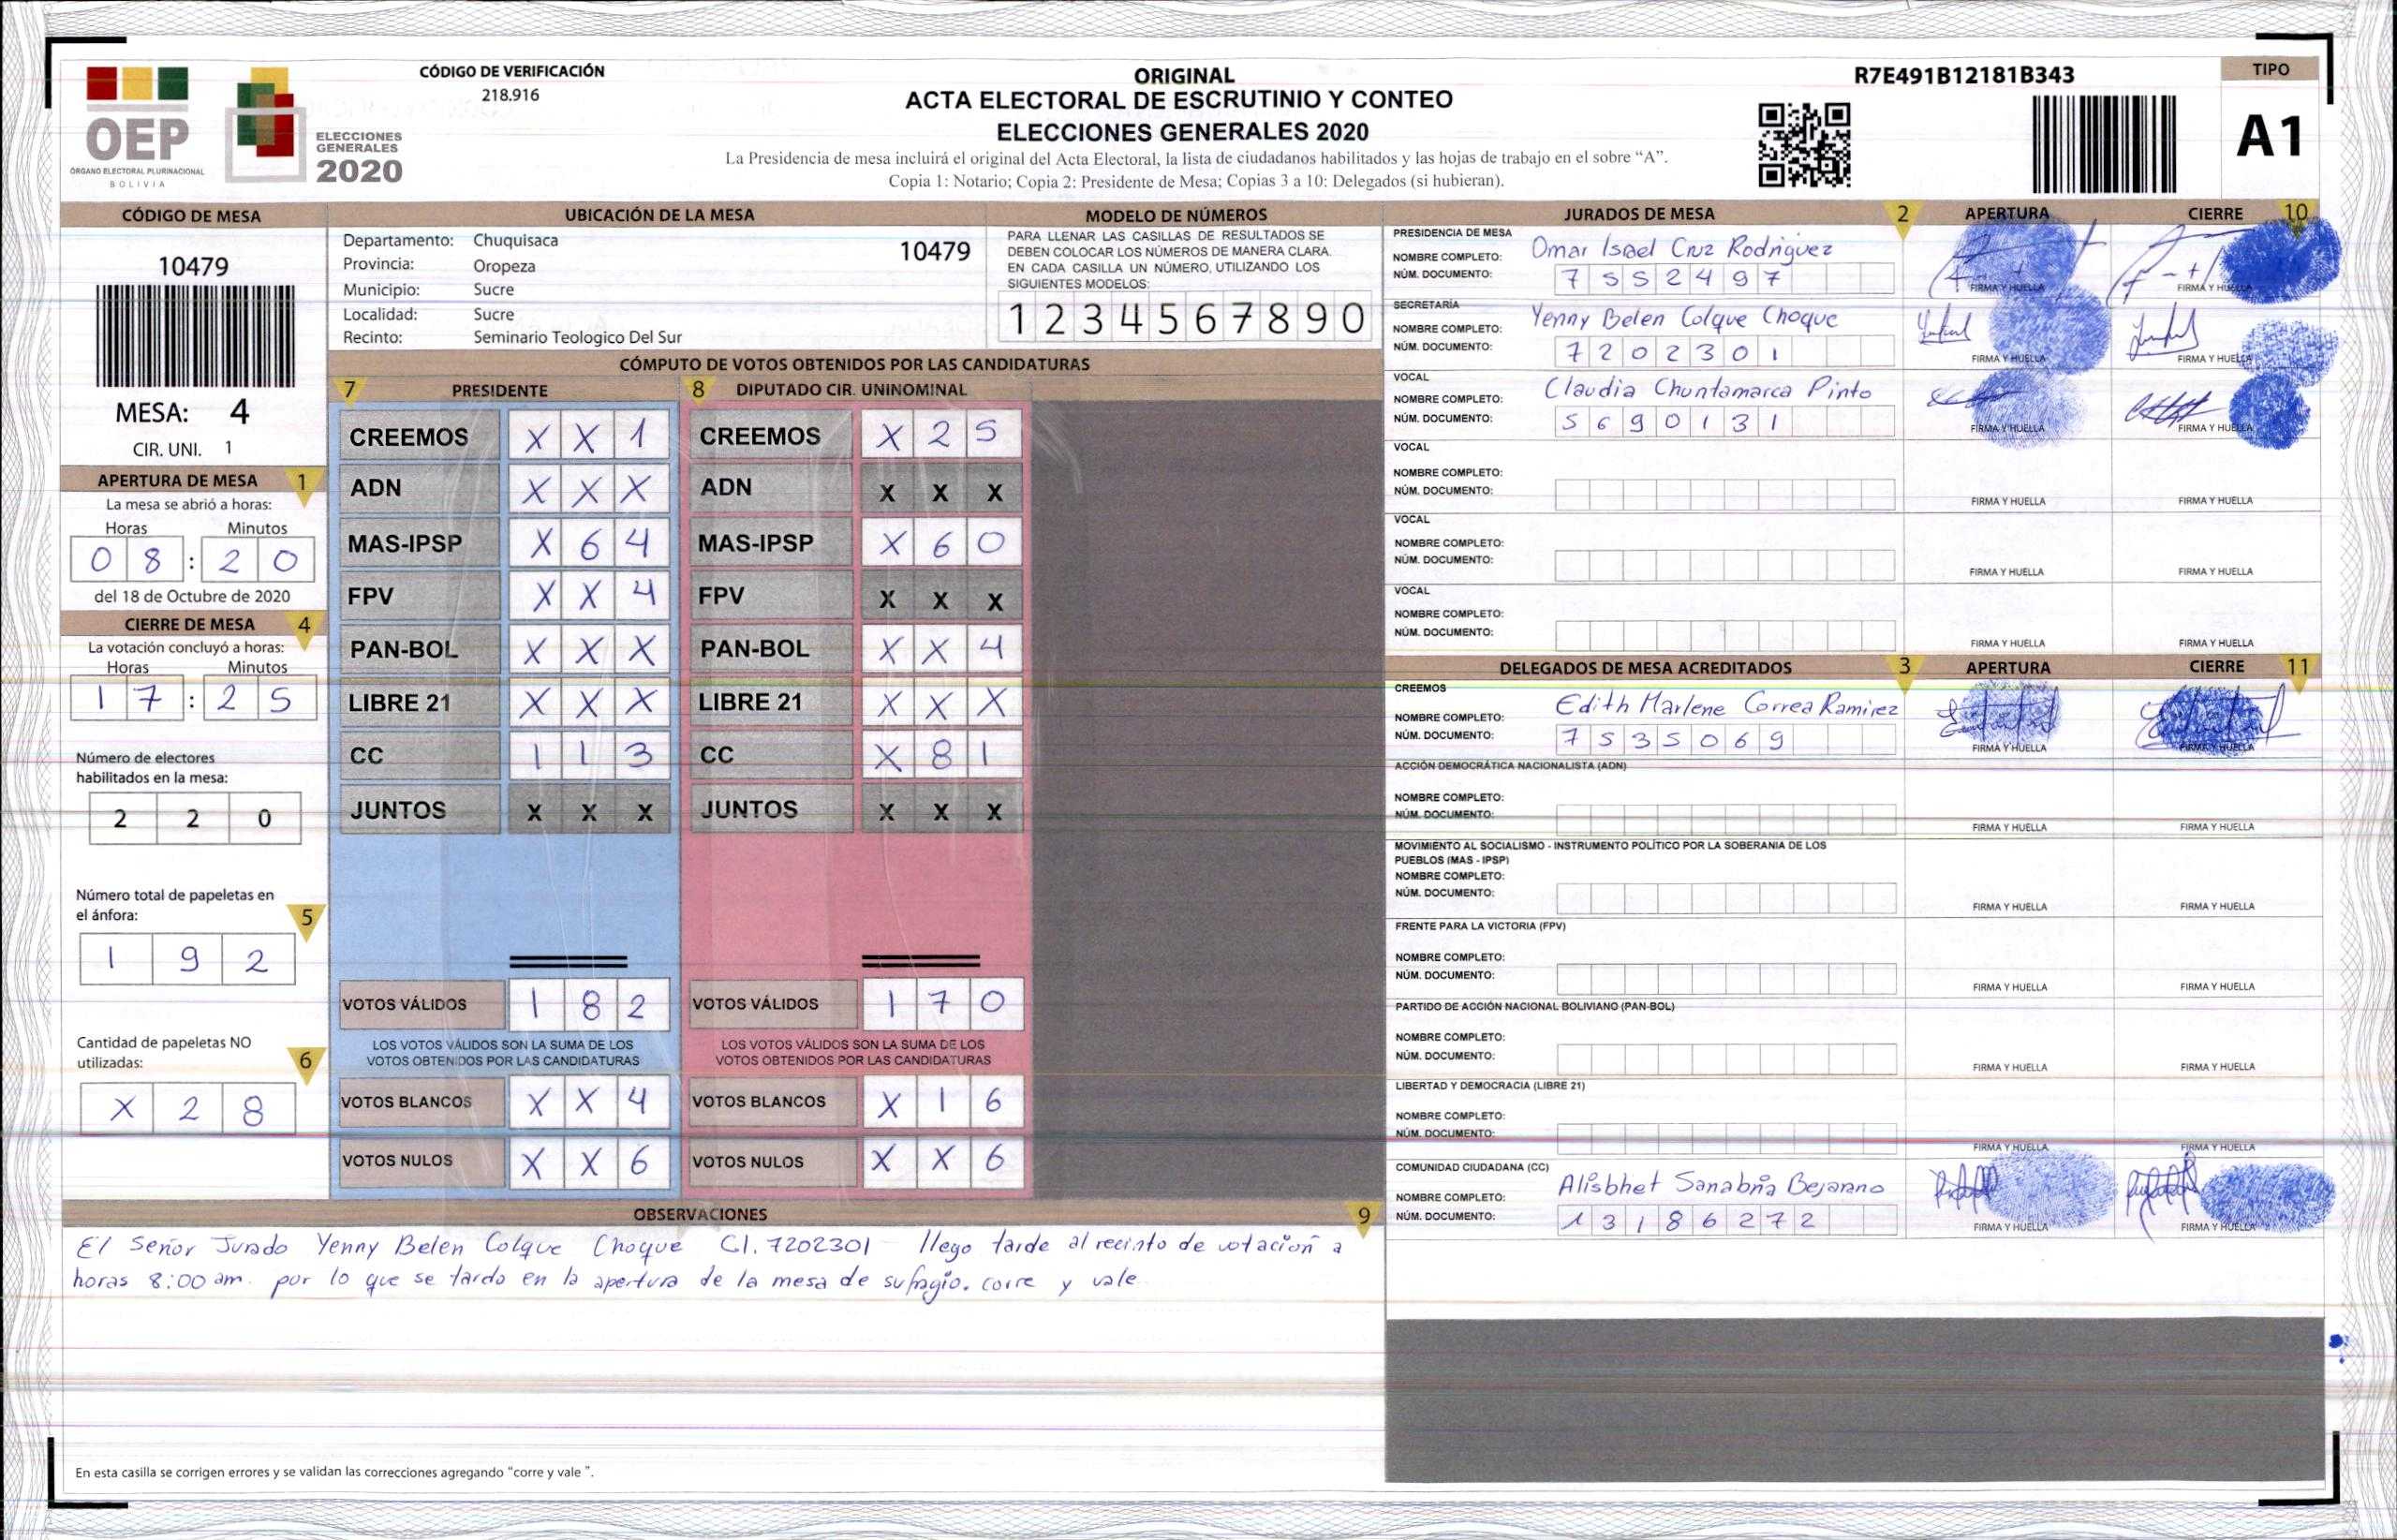 CÓDIGO DE VERIFICACIÓN
218.916
OEP
ÓRGANO ELECTORAL PLURINACIONAL
BOLIVIA
ELECCIONES
GENERALES
2020
ORIGINAL
ACTA ELECTORAL DE ESCRUTINIO Y CONTEO
ELECCIONES GENERALES 2020
La Presidencia de mesa incluirá el original del Acta Electoral, la lista de ciudadanos habilitados y las hojas de trabajo en el sobre “A”.
Copia 1: Notario; Copia 2: Presidente de Mesa; Copias 3 a 10: Delegados (si hubieran).
R7E491B12181B343
TIPO
A1
CÓDIGO DE MESA
10479
MESA: 4
CIR. UNI. 1
APERTURA DE MESA 1
La mesa se abrió a horas:
Horas Minutos
0 8 : 2 0
del 18 de Octubre de 2020
CIERRE DE MESA 4
La votación concluyó a horas:
Horas Minutos
1 7 : 2 5
Número de electores
habilitados en la mesa:
2 2 0
Número total de papeletas en
el ánfora: 5
1 9 2
Cantidad de papeletas NO
utilizadas: 6
X 2 8
UBICACIÓN DE LA MESA
Departamento: Chuquisaca 10479
Provincia: Oropeza
Municipio: Sucre
Localidad: Sucre
Recinto: Seminario Teologico Del Sur
MODELO DE NÚMEROS
PARA LLENAR LAS CASILLAS DE RESULTADOS SE
DEBEN COLOCAR LOS NÚMEROS DE MANERA CLARA.
EN CADA CASILLA UN NÚMERO, UTILIZANDO LOS
SIGUIENTES MODELOS:
1 2 3 4 5 6 7 8 9 0
CÓMPUTO DE VOTOS OBTENIDOS POR LAS CANDIDATURAS
7 PRESIDENTE
CREEMOS X X 1
ADN X X X
MAS-IPSP X 6 4
FPV X X 4
PAN-BOL X X X
LIBRE 21 X X X
CC 1 1 3
JUNTOS X X X
VOTOS VÁLIDOS 1 8 2
LOS VOTOS VÁLIDOS SON LA SUMA DE LOS
VOTOS OBTENIDOS POR LAS CANDIDATURAS
VOTOS BLANCOS X X 4
VOTOS NULOS X X 6
8 DIPUTADO CIR. UNINOMINAL
CREEMOS X 2 5
ADN X X X
MAS-IPSP X 6 0
FPV X X X
PAN-BOL X X 4
LIBRE 21 X X X
CC X 8 1
JUNTOS X X X
VOTOS VÁLIDOS 1 7 0
LOS VOTOS VÁLIDOS SON LA SUMA DE LOS
VOTOS OBTENIDOS POR LAS CANDIDATURAS
VOTOS BLANCOS X 1 6
VOTOS NULOS X X 6
OBSERVACIONES 9
El Señor Jurado Yenny Belen Colque Choque CI. 7202301 llego tarde al recinto de votación a
horas 8:00 am. por lo que se tardo en la apertura de la mesa de sufragio. corre y vale
En esta casilla se corrigen errores y se validan las correcciones agregando “corre y vale ”.
JURADOS DE MESA 2 APERTURA CIERRE 10
PRESIDENCIA DE MESA
NOMBRE COMPLETO: Omar Isael Cruz Rodriguez
NÚM. DOCUMENTO: 7 5 5 2 4 9 7
FIRMA Y HUELLA FIRMA Y HUELLA
SECRETARÍA
NOMBRE COMPLETO: Yenny Belen Colque Choque
NÚM. DOCUMENTO: 7 2 0 2 3 0 1
FIRMA Y HUELLA FIRMA Y HUELLA
VOCAL
NOMBRE COMPLETO: Claudia Chuntamarca Pinto
NÚM. DOCUMENTO: 5 6 9 0 1 3 1
FIRMA Y HUELLA FIRMA Y HUELLA
VOCAL
NOMBRE COMPLETO:
NÚM. DOCUMENTO:
FIRMA Y HUELLA FIRMA Y HUELLA
VOCAL
NOMBRE COMPLETO:
NÚM. DOCUMENTO:
FIRMA Y HUELLA FIRMA Y HUELLA
VOCAL
NOMBRE COMPLETO:
NÚM. DOCUMENTO:
FIRMA Y HUELLA FIRMA Y HUELLA
DELEGADOS DE MESA ACREDITADOS 3 APERTURA CIERRE 11
CREEMOS
NOMBRE COMPLETO: Edith Marlene Correa Ramirez
NÚM. DOCUMENTO: 7 5 3 5 0 6 9
FIRMA Y HUELLA FIRMA Y HUELLA
ACCIÓN DEMOCRÁTICA NACIONALISTA (ADN)
NOMBRE COMPLETO:
NÚM. DOCUMENTO:
FIRMA Y HUELLA FIRMA Y HUELLA
MOVIMIENTO AL SOCIALISMO - INSTRUMENTO POLÍTICO POR LA SOBERANIA DE LOS
PUEBLOS (MAS - IPSP)
NOMBRE COMPLETO:
NÚM. DOCUMENTO:
FIRMA Y HUELLA FIRMA Y HUELLA
FRENTE PARA LA VICTORIA (FPV)
NOMBRE COMPLETO:
NÚM. DOCUMENTO:
FIRMA Y HUELLA FIRMA Y HUELLA
PARTIDO DE ACCIÓN NACIONAL BOLIVIANO (PAN-BOL)
NOMBRE COMPLETO:
NÚM. DOCUMENTO:
FIRMA Y HUELLA FIRMA Y HUELLA
LIBERTAD Y DEMOCRACIA (LIBRE 21)
NOMBRE COMPLETO:
NÚM. DOCUMENTO:
FIRMA Y HUELLA FIRMA Y HUELLA
COMUNIDAD CIUDADANA (CC)
NOMBRE COMPLETO: Alisbhet Sanabria Bejarano
NÚM. DOCUMENTO: 1 3 1 8 6 2 7 2
FIRMA Y HUELLA FIRMA Y HUELLA